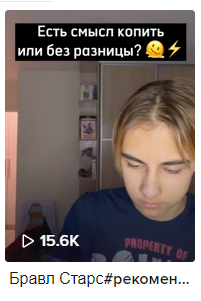 Есть смысл копить
или без разницы? 🫠⚡
15.6K
PROPERTY OF
Бравл Старс#рекомен...